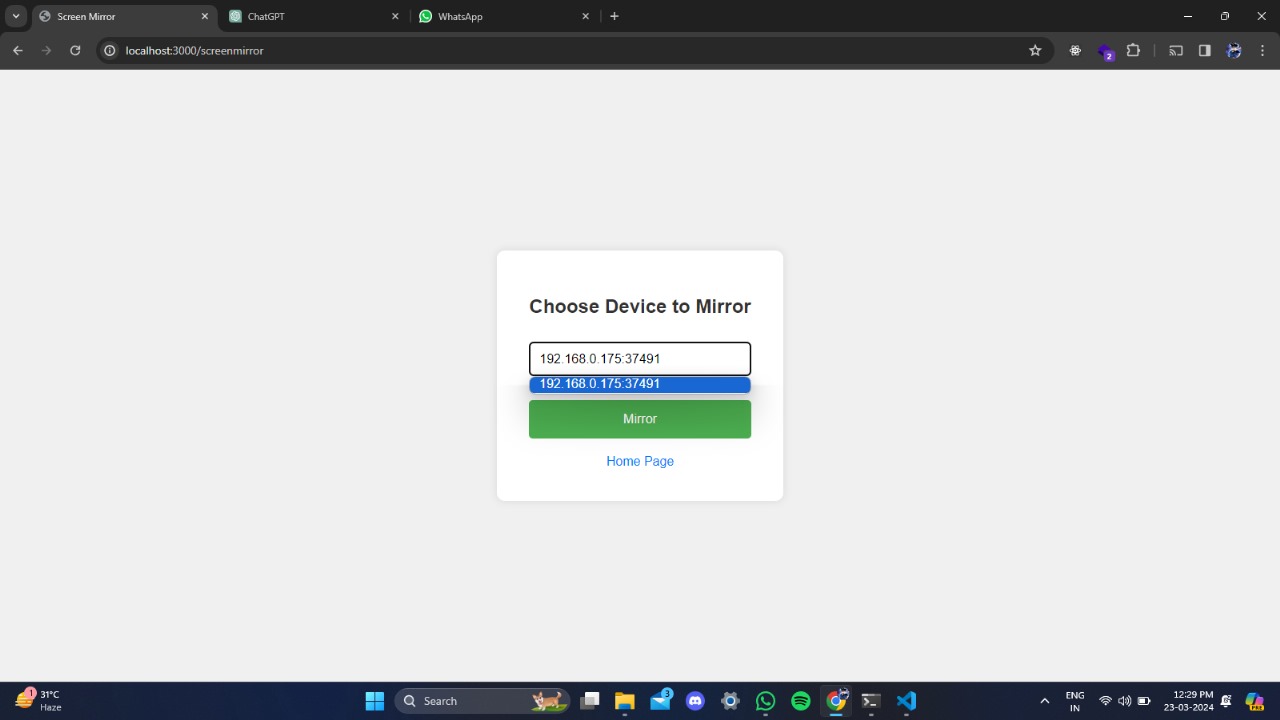 Screen Mirror
ChatGPT
WhatsApp
localhost:3000/screenmirror
2
Choose Device to Mirror
192.168.0.175:37491
192.168.0.175:37491
Mirror
Home Page
1
31°C
Haze
Search
3
ENG
IN
12:29 PM
23-03-2024
PRE